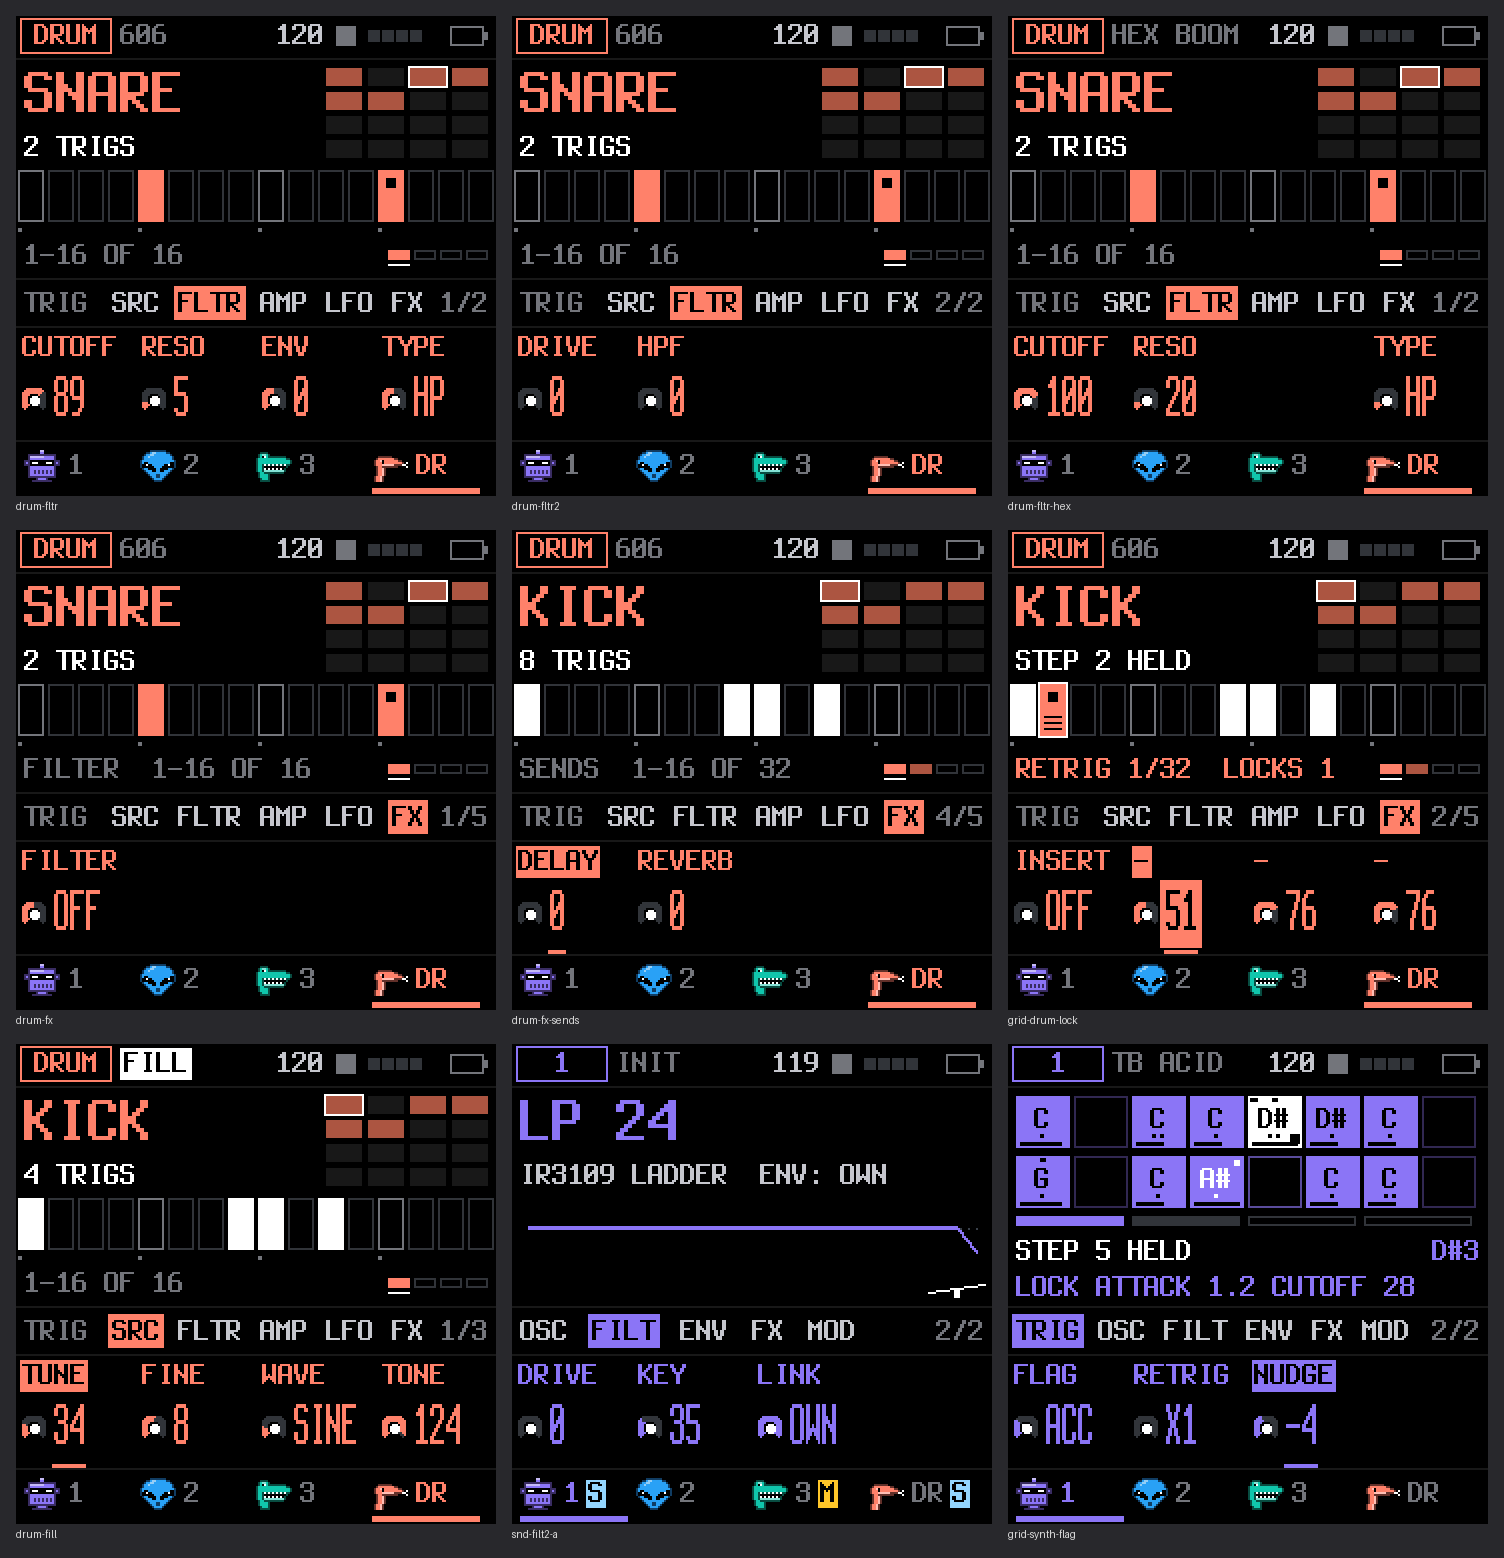 DRUM 606 120
SNARE
2 TRIGS
1-16 OF 16
TRIG SRC FLTR AMP LFO FX 1/2
CUTOFF RESO ENV TYPE
89 5 0 HP
1 2 3 DR
drum-fltr
DRUM 606 120
SNARE
2 TRIGS
1-16 OF 16
TRIG SRC FLTR AMP LFO FX 2/2
DRIVE HPF
0 0
1 2 3 DR
drum-fltr2
DRUM HEX BOOM 120
SNARE
2 TRIGS
1-16 OF 16
TRIG SRC FLTR AMP LFO FX 1/2
CUTOFF RESO TYPE
100 20 HP
1 2 3 DR
drum-fltr-hex
DRUM 606 120
SNARE
2 TRIGS
FILTER 1-16 OF 16
TRIG SRC FLTR AMP LFO FX 1/5
FILTER
OFF
1 2 3 DR
drum-fx
DRUM 606 120
KICK
8 TRIGS
SENDS 1-16 OF 32
TRIG SRC FLTR AMP LFO FX 4/5
DELAY REVERB
0 0
1 2 3 DR
drum-fx-sends
DRUM 606 120
KICK
STEP 2 HELD
RETRIG 1/32 LOCKS 1
TRIG SRC FLTR AMP LFO FX 2/5
INSERT - - -
OFF 51 76 76
1 2 3 DR
grid-drum-lock
DRUM FILL 120
KICK
4 TRIGS
1-16 OF 16
TRIG SRC FLTR AMP LFO FX 1/3
TUNE FINE WAVE TONE
34 8 SINE 124
1 2 3 DR
drum-fill
1 INIT 119
LP 24
IR3109 LADDER ENV: OWN
OSC FILT ENV FX MOD 2/2
DRIVE KEY LINK
0 35 OWN
1 S 2 3 M DR S
snd-filt2-a
1 TB ACID 120
C C C D# D# C
G C A# C C
STEP 5 HELD D#3
LOCK ATTACK 1.2 CUTOFF 28
TRIG OSC FILT ENV FX MOD 2/2
FLAG RETRIG NUDGE
ACC X1 -4
1 2 3 DR
grid-synth-flag